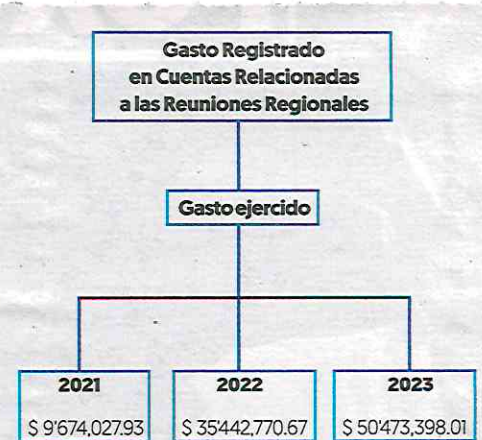 Gasto Registrado
en Cuentas Relacionadas
a las Reuniones Regionales
Gasto ejercido
2021
2022
2023
$ 9'674,027.93
$ 35'442,770.67
$ 50'473,398.01